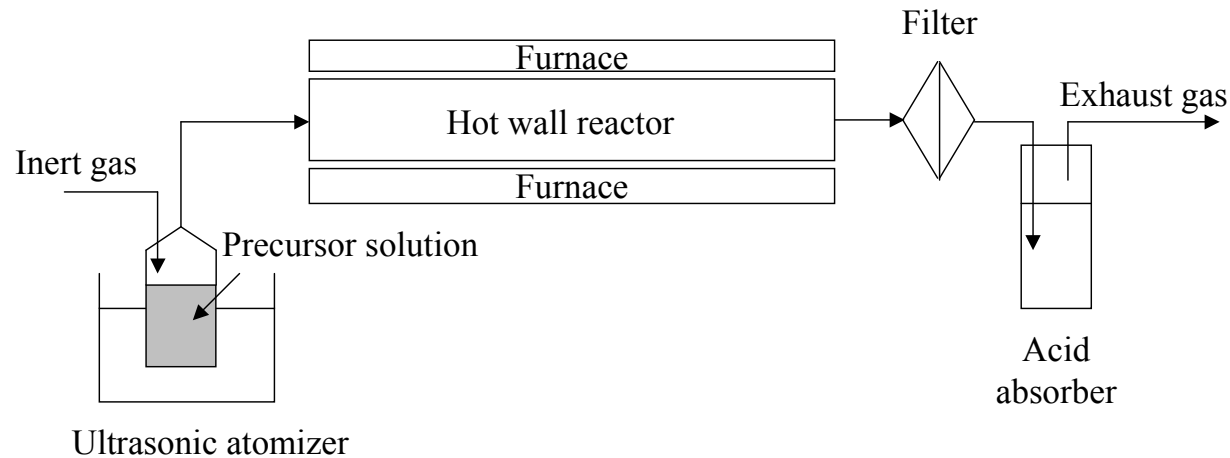 Filter
Furnace
Exhaust gas
Hot wall reactor
Inert gas
Furnace
Precursor solution
Acid
absorber
Ultrasonic atomizer